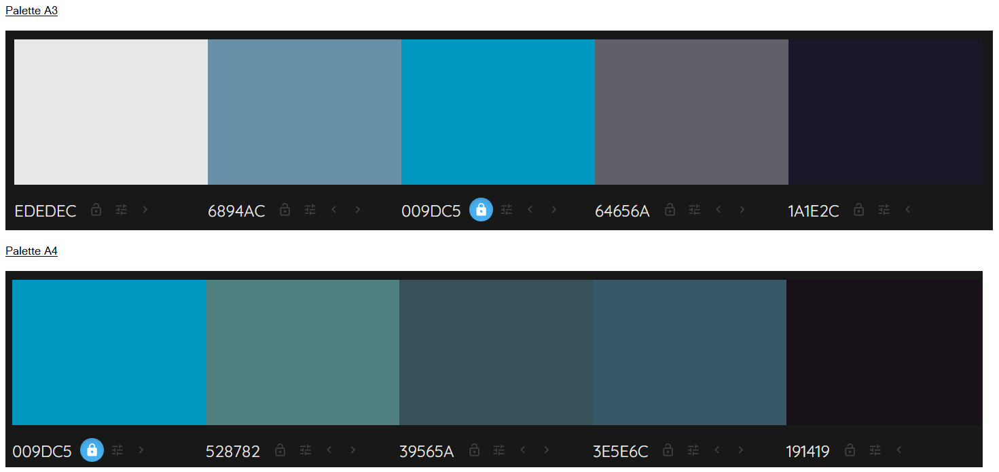 Palette A3
EDEDEC 6894AC 009DC5 64656A 1A1E2C
Palette A4
009DC5 528782 39565A 3E5E6C 191419